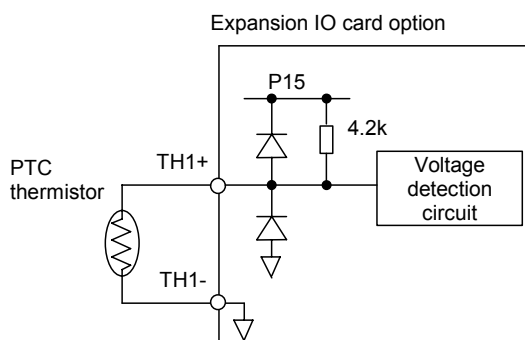 Expansion IO card option
P15
4.2k
PTC
thermistor
TH1+
Voltage
detection
circuit
TH1-